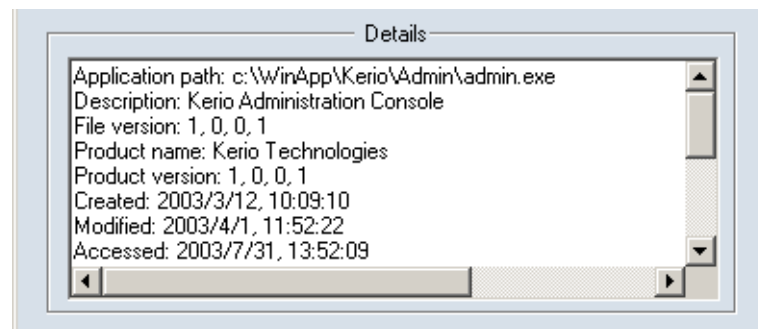 Details
Application path: c:\WinApp\Kerio\Admin\admin.exe
Description: Kerio Administration Console
File version: 1, 0, 0, 1
Product name: Kerio Technologies
Product version: 1, 0, 0, 1
Created: 2003/3/12, 10:09:10
Modified: 2003/4/1, 11:52:22
Accessed: 2003/7/31, 13:52:09